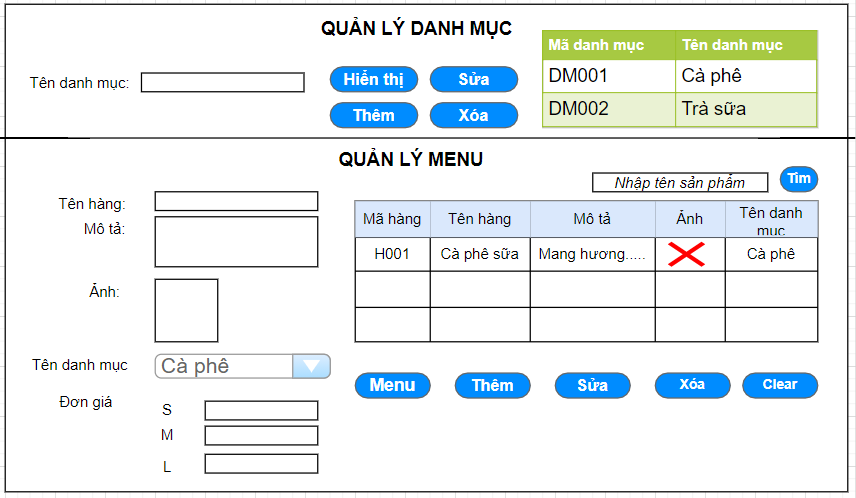 QUẢN LÝ DANH MỤC
Tên danh mục:
Hiển thị
Sửa
Thêm
Xóa
Mã danh mục Tên danh mục
DM001 Cà phê
DM002 Trà sữa
QUẢN LÝ MENU
Nhập tên sản phẩm
Tìm
Tên hàng:
Mô tả:
Ảnh:
Tên danh mục
Cà phê
Đơn giá
S
M
L
Mã hàng Tên hàng Mô tả Ảnh Tên danh mục
H001 Cà phê sữa Mang hương..... Cà phê
Menu
Thêm
Sửa
Xóa
Clear